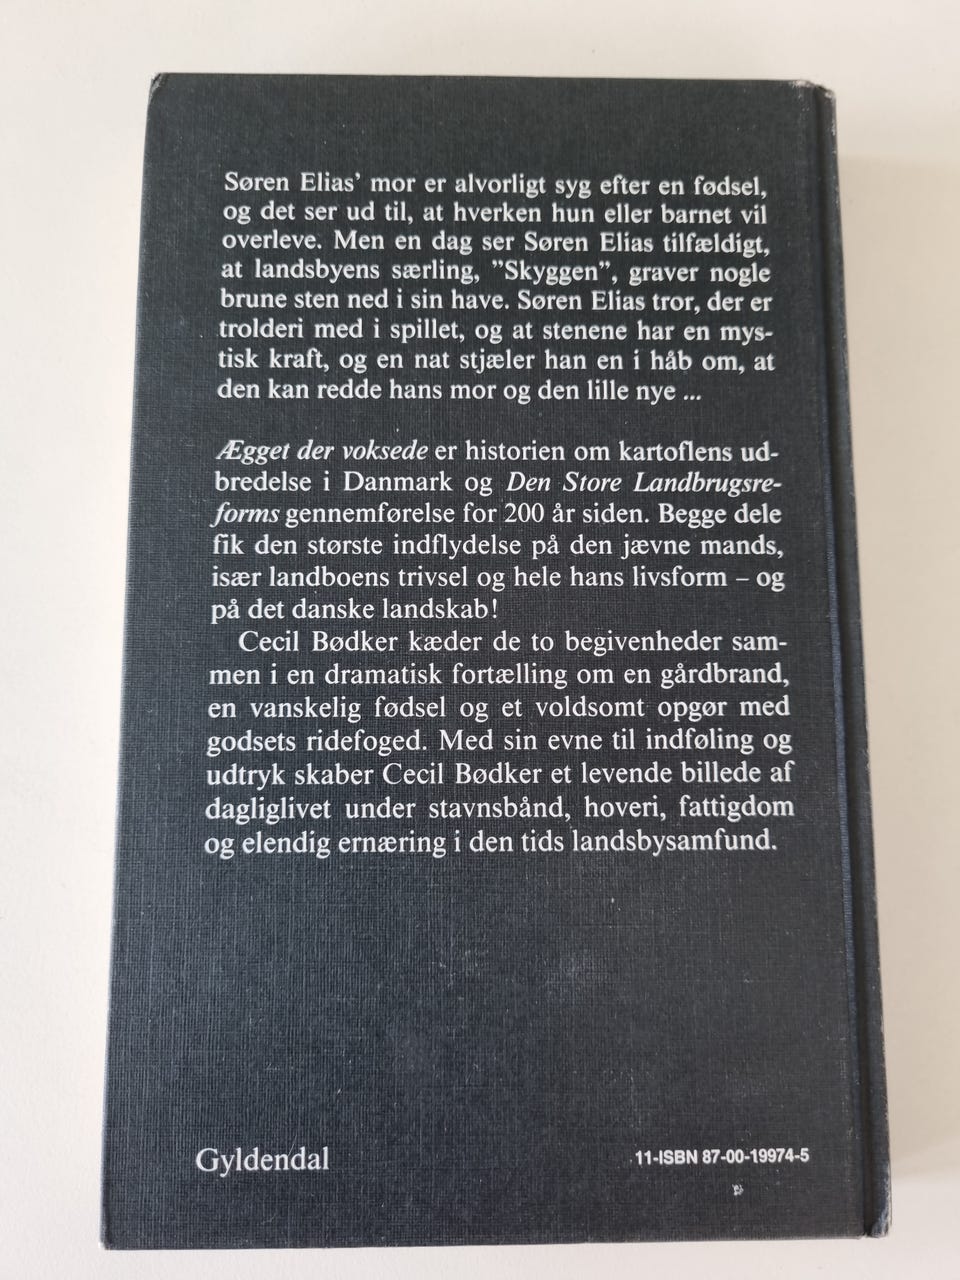 Søren Elias' mor er alvorligt syg efter en fødsel,
og det ser ud til, at hverken hun eller barnet vil
overleve. Men en dag ser Søren Elias tilfældigt,
at landsbyens særling, ”Skyggen”, graver nogle
brune sten ned i sin have. Søren Elias tror, der er
trolderi med i spillet, og at stenene har en mys-
tisk kraft, og en nat stjæler han en i håb om, at
den kan redde hans mor og den lille nye ...
Ægget der voksede er historien om kartoflens ud-
bredelse i Danmark og Den Store Landbrugsre-
forms gennemførelse for 200 år siden. Begge dele
fik den største indflydelse på den jævne mands,
især landboens trivsel og hele hans livsform – og
på det danske landskab!
Cecil Bødker kæder de to begivenheder sam-
men i en dramatisk fortælling om en gårdbrand,
en vanskelig fødsel og et voldsomt opgør med
godsets ridefoged. Med sin evne til indføling og
udtryk skaber Cecil Bødker et levende billede af
dagliglivet under stavnsbånd, hoveri, fattigdom
og elendig ernæring i den tids landsbysamfund.
Gyldendal
11-ISBN 87-00-19974-5